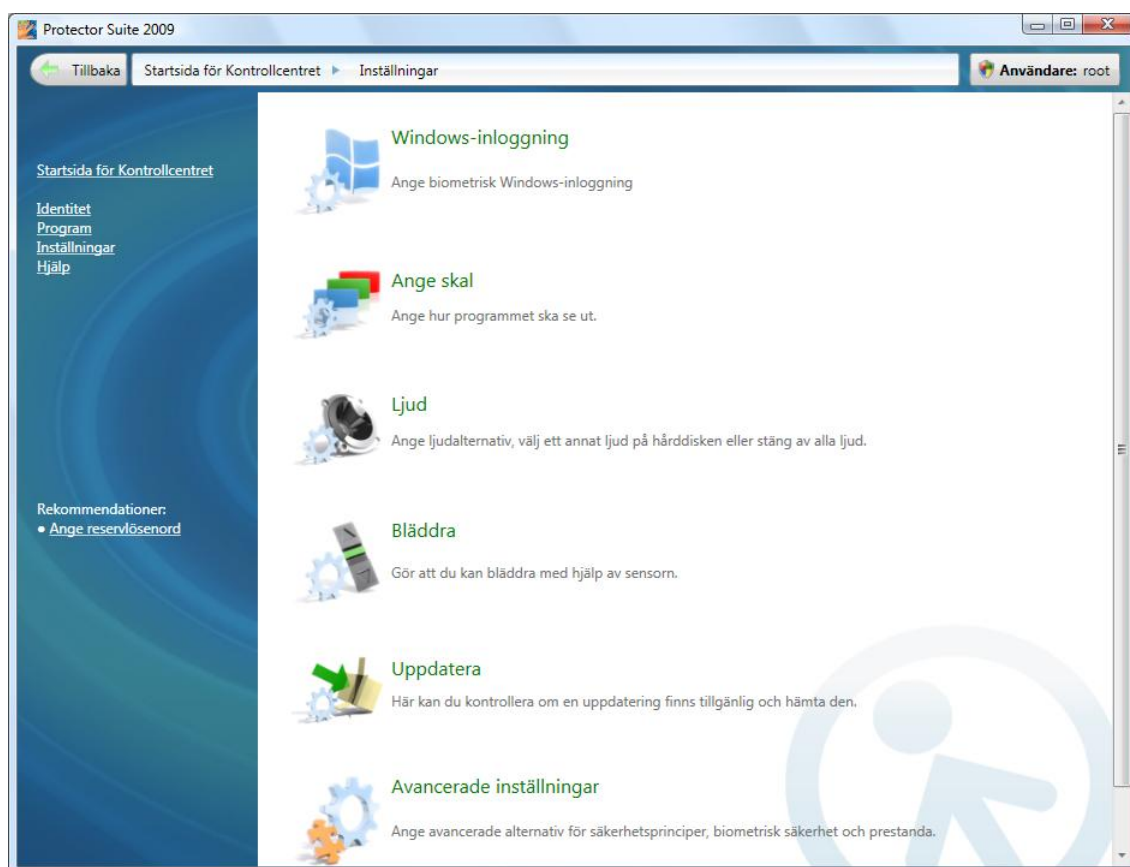 Protector Suite 2009
Tillbaka
Startsida för Kontrollcentret Inställningar
Användare: root
Startsida för Kontrollcentret
Identitet
Program
Inställningar
Hjälp
Rekommendationer:
• Ange reservlösenord
Windows-inloggning
Ange biometrisk Windows-inloggning
Ange skal
Ange hur programmet ska se ut.
Ljud
Ange ljudalternativ, välj ett annat ljud på hårddisken eller stäng av alla ljud.
Bläddra
Gör att du kan bläddra med hjälp av sensorn.
Uppdatera
Här kan du kontrollera om en uppdatering finns tillgänglig och hämta den.
Avancerade inställningar
Ange avancerade alternativ för säkerhetsprinciper, biometrisk säkerhet och prestanda.